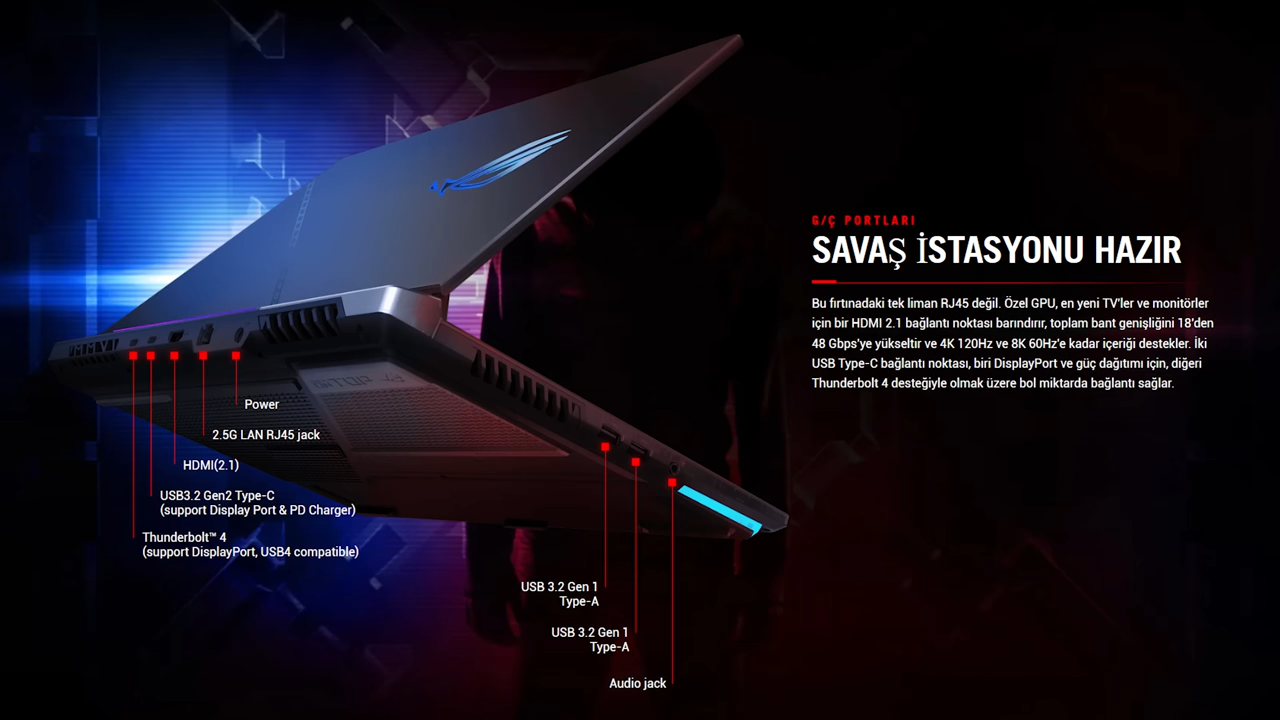 G/Ç PORTLARI
SAVAŞ İSTASYONU HAZIR
Bu fırtınadaki tek liman RJ45 değil. Özel GPU, en yeni TV'ler ve monitörler
için bir HDMI 2.1 bağlantı noktası barındırır, toplam bant genişliğini 18'den
48 Gbps'ye yükseltir ve 4K 120Hz ve 8K 60Hz'e kadar içeriği destekler. İki
USB Type-C bağlantı noktası, biri DisplayPort ve güç dağıtımı için, diğeri
Thunderbolt 4 desteğiyle olmak üzere bol miktarda bağlantı sağlar.
Power
2.5G LAN RJ45 jack
HDMI(2.1)
USB3.2 Gen2 Type-C
(support Display Port & PD Charger)
Thunderbolt™ 4
(support DisplayPort, USB4 compatible)
USB 3.2 Gen 1
Type-A
USB 3.2 Gen 1
Type-A
Audio jack